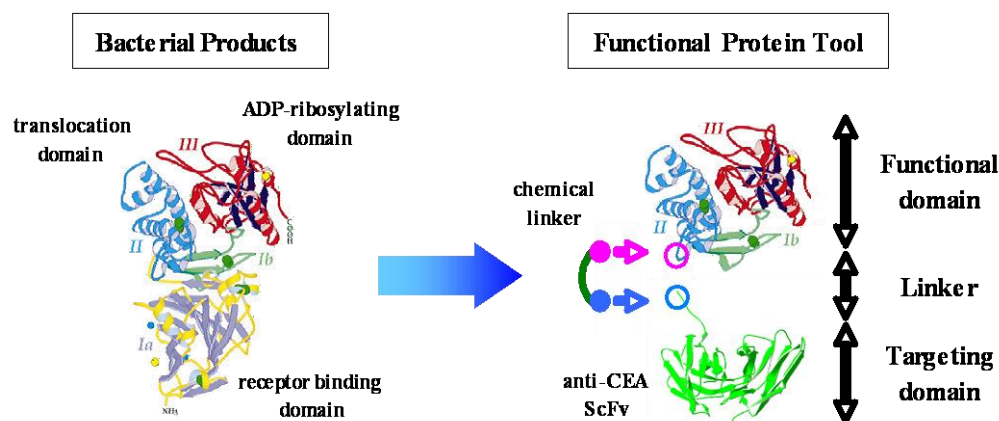 Bacterial Products
Functional Protein Tool
translocation
domain
ADP-ribosylating
domain
III
II
Ib
Ia
COOH
NH3
receptor binding
domain
chemical
linker
III
II
Ib
anti-CEA
ScFv
Functional
domain
Linker
Targeting
domain